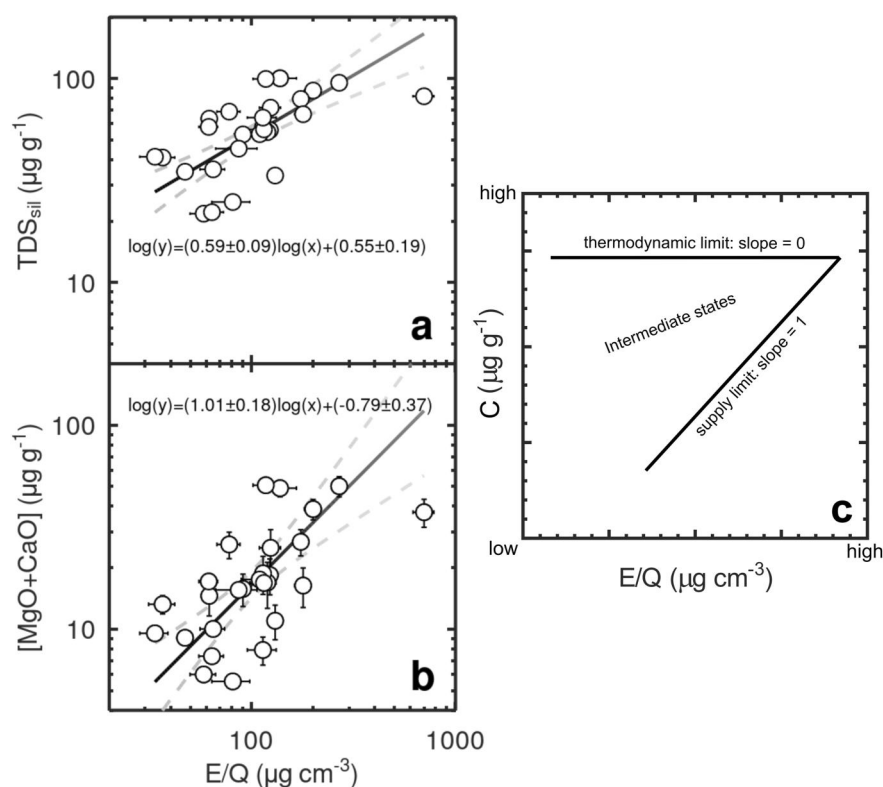 100
10
TDSsil (µg g-1)
log(y)=(0.59±0.09)log(x)+(0.55±0.19)
a
log(y)=(1.01±0.18)log(x)+(-0.79±0.37)
100
10
[MgO+CaO] (µg g-1)
b
100
1000
E/Q (µg cm-3)
high
thermodynamic limit: slope = 0
Intermediate states
supply limit: slope = 1
C (µg g-1)
c
low
high
E/Q (µg cm-3)